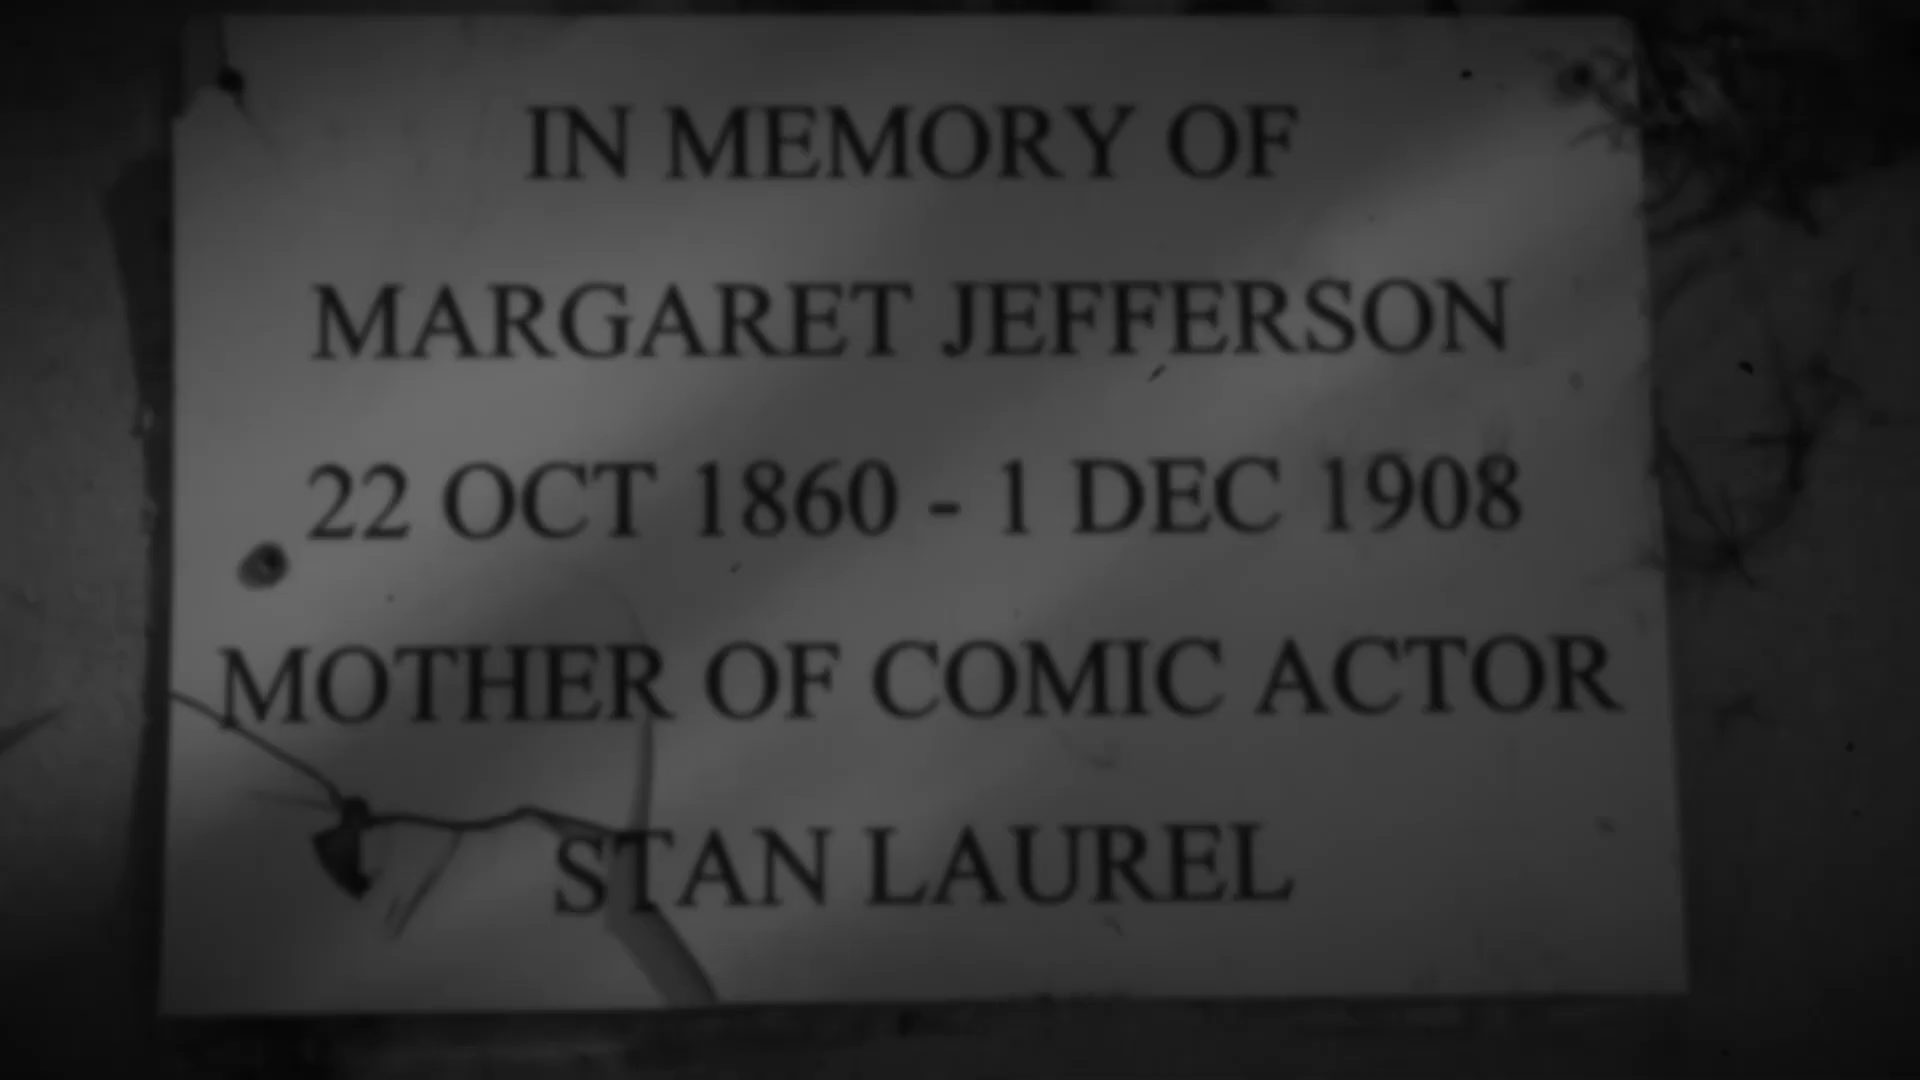 IN MEMORY OF
MARGARET JEFFERSON
22 OCT 1860 - 1 DEC 1908
MOTHER OF COMIC ACTOR
STAN LAUREL